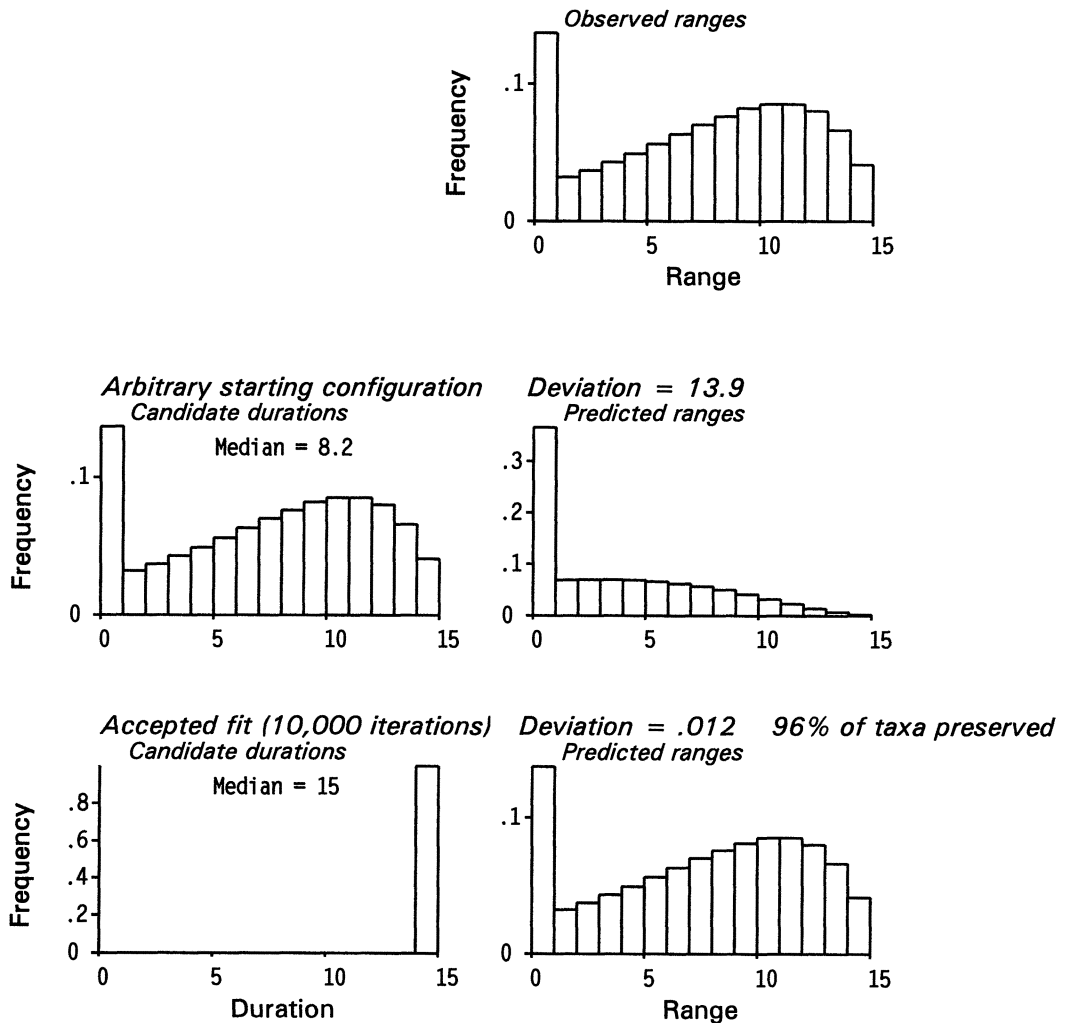 Observed ranges
Frequency
.1
0
0 5 10 15
Range
Arbitrary starting configuration Deviation = 13.9
Candidate durations Predicted ranges
Median = 8.2
Frequency
.1
0
0 5 10 15
.3
.2
.1
0
0 5 10 15
Accepted fit (10,000 iterations) Deviation = .012 96% of taxa preserved
Candidate durations Predicted ranges
Median = 15
Frequency
.8
.6
.4
.2
0
0 5 10 15
Duration
.1
0
0 5 10 15
Range